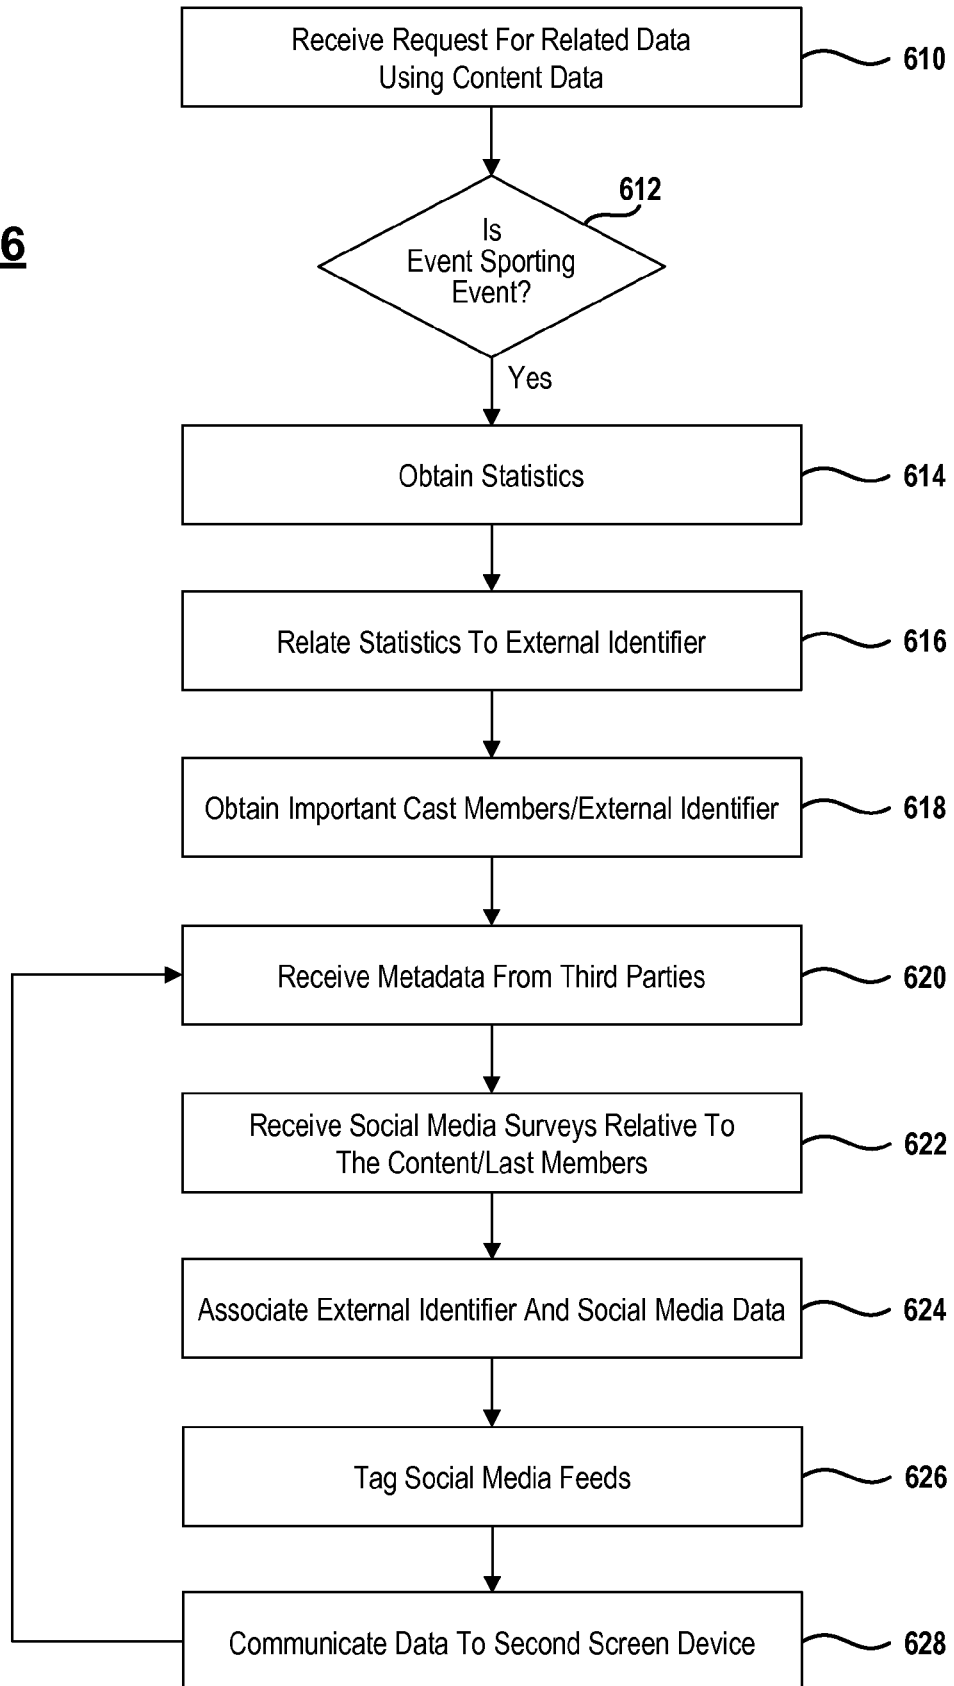 Receive Request For Related Data
Using Content Data
610
612
6
Is
Event Sporting
Event?
Yes
Obtain Statistics
614
Relate Statistics To External Identifier
616
Obtain Important Cast Members/External Identifier
618
Receive Metadata From Third Parties
620
Receive Social Media Surveys Relative To
The Content/Last Members
622
Associate External Identifier And Social Media Data
624
Tag Social Media Feeds
626
Communicate Data To Second Screen Device
628